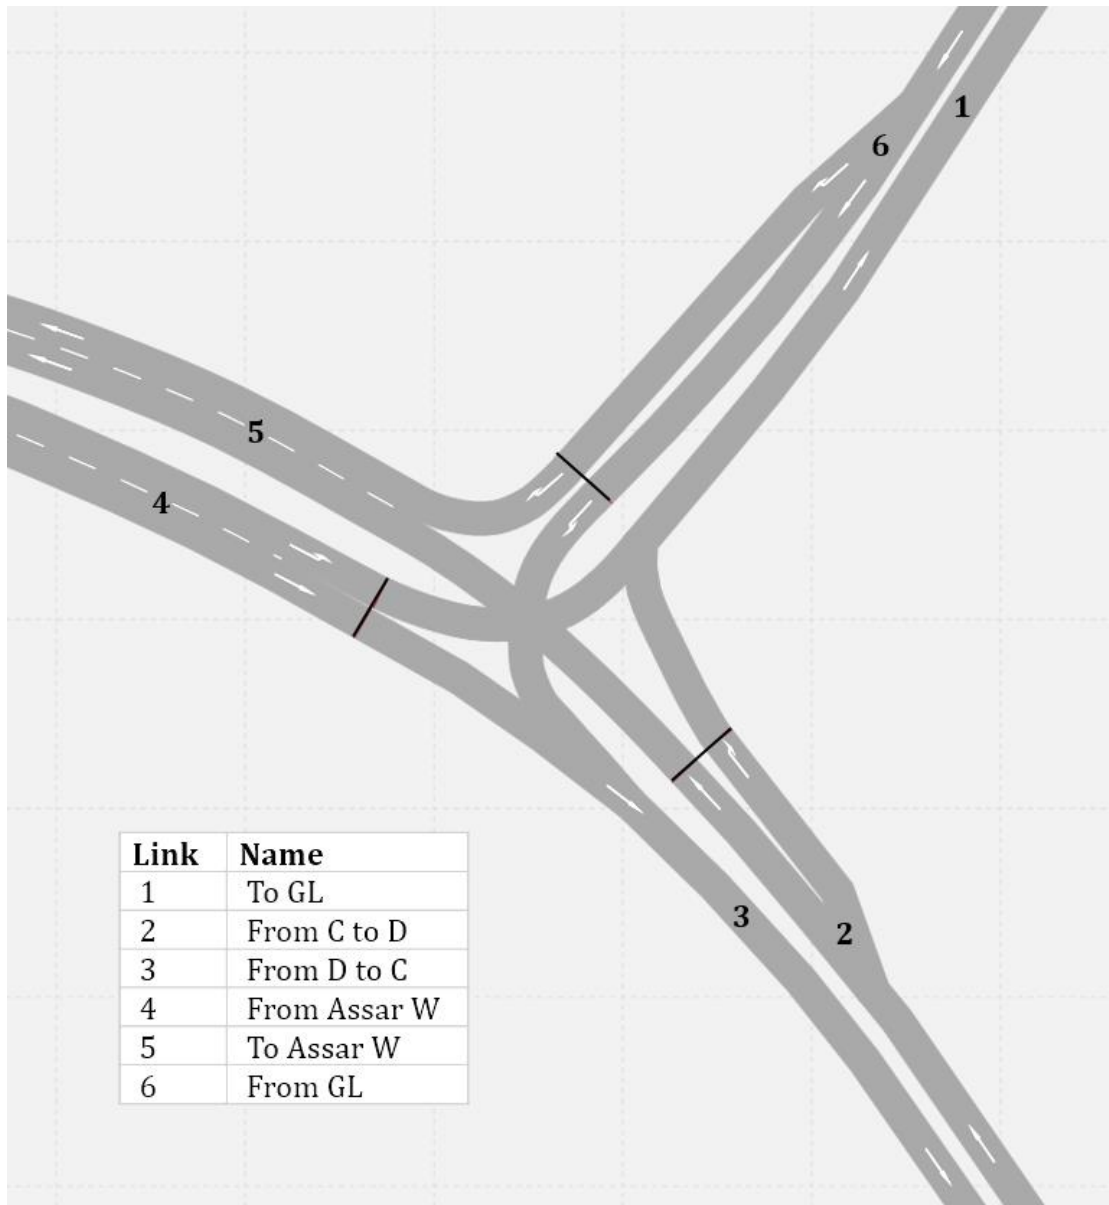 1
6
5
4
Link Name
1 To GL
2 From C to D
3 From D to C
4 From Assar W
5 To Assar W
6 From GL
3
2